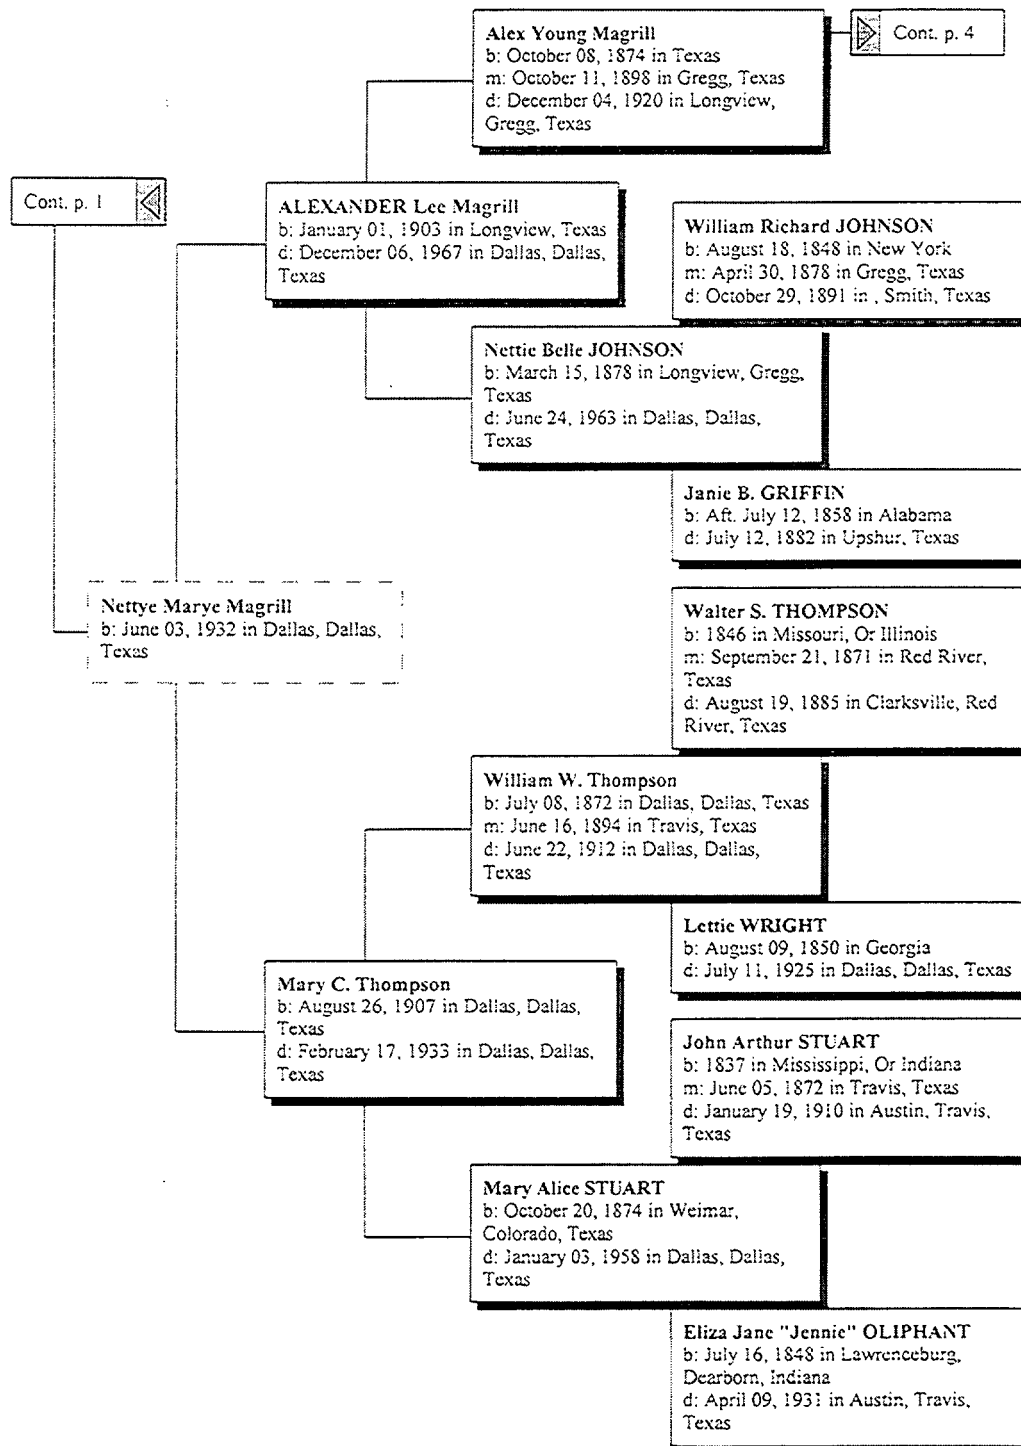 Alex Young Magrill
b: October 08, 1874 in Texas
m: October 11, 1898 in Gregg, Texas
d: December 04, 1920 in Longview,
Gregg, Texas
Cont. p. 4
Cont. p. 1
ALEXANDER Lee Magrill
b: January 01, 1903 in Longview, Texas
d: December 06, 1967 in Dallas, Dallas,
Texas
William Richard JOHNSON
b: August 18, 1848 in New York
m: April 30, 1878 in Gregg, Texas
d: October 29, 1891 in , Smith, Texas
Nettie Belle JOHNSON
b: March 15, 1878 in Longview, Gregg,
Texas
d: June 24, 1963 in Dallas, Dallas,
Texas
Janie B. GRIFFIN
b: Aft. July 12, 1858 in Alabama
d: July 12, 1882 in Upshur, Texas
Nettye Marye Magrill
b: June 03, 1932 in Dallas, Dallas,
Texas
Walter S. THOMPSON
b: 1846 in Missouri, Or Illinois
m: September 21, 1871 in Red River,
Texas
d: August 19, 1885 in Clarksville, Red
River, Texas
William W. Thompson
b: July 08, 1872 in Dallas, Dallas, Texas
m: June 16, 1894 in Travis, Texas
d: June 22, 1912 in Dallas, Dallas,
Texas
Lettie WRIGHT
b: August 09, 1850 in Georgia
d: July 11, 1925 in Dallas, Dallas, Texas
Mary C. Thompson
b: August 26, 1907 in Dallas, Dallas,
Texas
d: February 17, 1933 in Dallas, Dallas,
Texas
John Arthur STUART
b: 1837 in Mississippi, Or Indiana
m: June 05, 1872 in Travis, Texas
d: January 19, 1910 in Austin, Travis,
Texas
Mary Alice STUART
b: October 20, 1874 in Weimar,
Colorado, Texas
d: January 03, 1958 in Dallas, Dallas,
Texas
Eliza Jane "Jennie" OLIPHANT
b: July 16, 1848 in Lawrenceburg,
Dearborn, Indiana
d: April 09, 1931 in Austin, Travis,
Texas